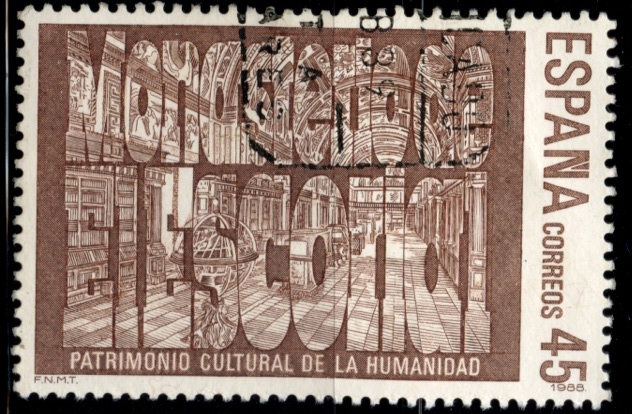 Monasterio de
El Escorial
PATRIMONIO CULTURAL DE LA HUMANIDAD
F.N.M.T.
ESPAÑA CORREOS 45
1988